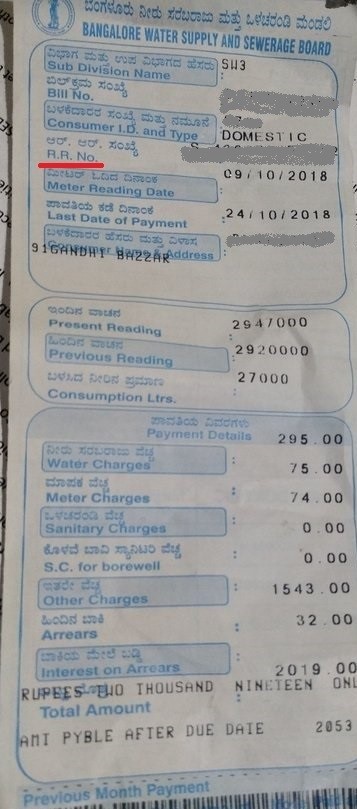 ಬೆಂಗಳೂರು ನೀರು ಸರಬರಾಜು ಮತ್ತು ಒಳಚರಂಡಿ ಮಂಡಳಿ
BANGALORE WATER SUPPLY AND SEWERAGE BOARD
ವಿಭಾಗ ಮತ್ತು ಉಪ ವಿಭಾಗದ ಹೆಸರು SW3
Sub Division Name :
ಬಿಲ್ ಕ್ರಮ ಸಂಖ್ಯೆ
Bill No.
ಬಳಕೆದಾರರ ಸಂಖ್ಯೆ ಮತ್ತು ನಮೂನೆ
Consumer I.D. and Type DOMESTIC
ಆರ್. ಆರ್. ಸಂಖ್ಯೆ
R.R. No.
ಮೀಟರ್ ಓದಿದ ದಿನಾಂಕ 09/10/2018
Meter Reading Date :
ಪಾವತಿಯ ಕಡೆ ದಿನಾಂಕ 24/10/2018
Last Date of Payment :
ಬಳಕೆದಾರರ ಹೆಸರು ಮತ್ತು ವಿಳಾಸ
Consumer Name & Address :
91GANDHI BAZZAR
ಇಂದಿನ ವಾಚನ
Present Reading : 2947000
ಹಿಂದಿನ ವಾಚನ
Previous Reading : 2920000
ಬಳಸಿದ ನೀರಿನ ಪ್ರಮಾಣ 27000
Consumption Ltrs. :
ಪಾವತಿಯ ವಿವರಗಳು
Payment Details 295.00
ನೀರು ಸರಬರಾಜು ವೆಚ್ಚ
Water Charges : 75.00
ಮಾಪಕ ವೆಚ್ಚ
Meter Charges : 74.00
ಒಳಚರಂಡಿ ವೆಚ್ಚ
Sanitary Charges : 0.00
ಕೊಳವೆ ಬಾವಿ ಸ್ಯಾನಿಟರಿ ವೆಚ್ಚ
S.C. for borewell : 0.00
ಇತರೇ ವೆಚ್ಚ
Other Charges : 1543.00
ಹಿಂದಿನ ಬಾಕಿ
Arrears : 32.00
ಬಾಕಿಯ ಮೇಲೆ ಬಡ್ಡಿ
Interest on Arrears : 2019.00
RUPEES TWO THOUSAND NINETEEN ONL
Total Amount :
AMT PYBLE AFTER DUE DATE 2053
Previous Month Payment